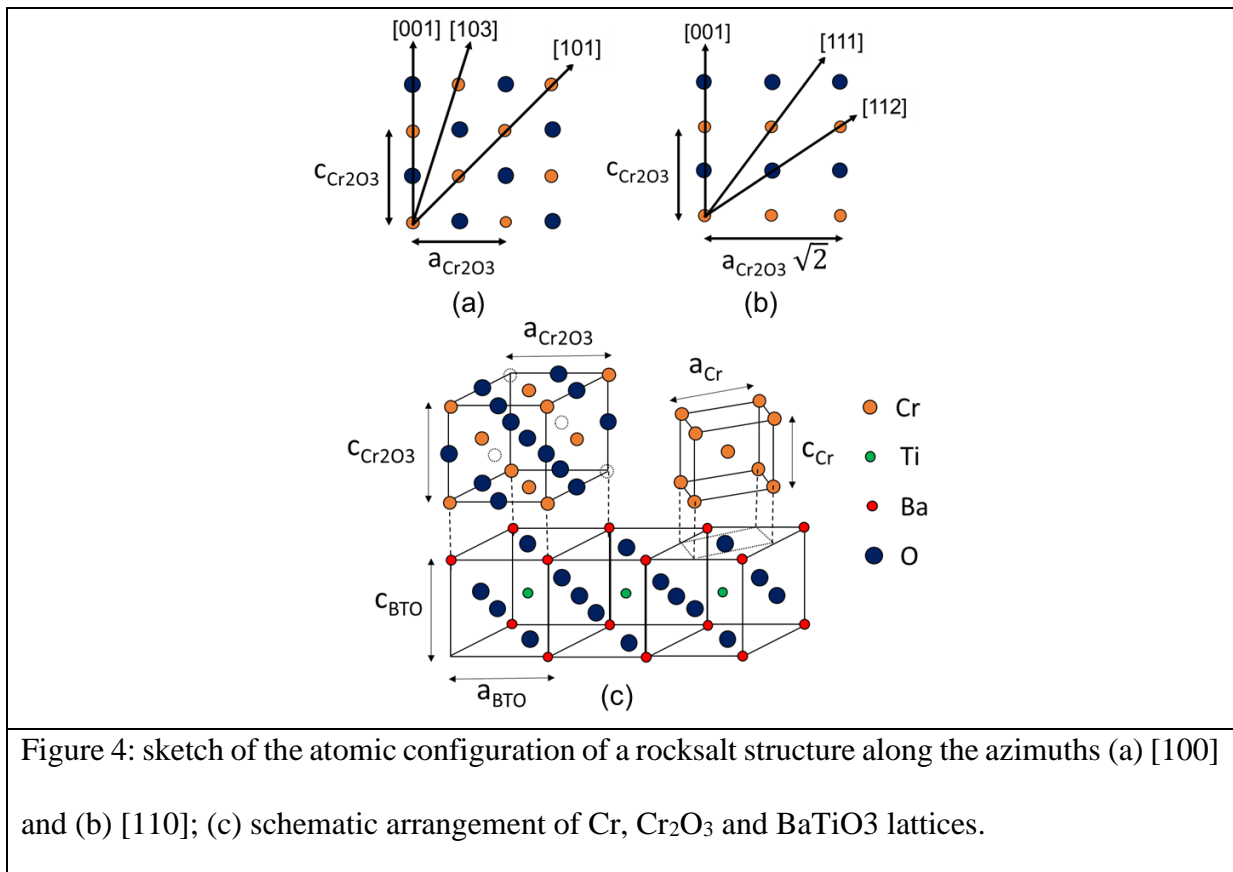 [001] [103]
[101]
c_Cr2O3
a_Cr2O3
(a)
[001]
[111]
[112]
c_Cr2O3
a_Cr2O3 √2
(b)
a_Cr2O3
c_Cr2O3
a_Cr
c_Cr
Cr
Ti
Ba
O
c_BTO
a_BTO
(c)
Figure 4: sketch of the atomic configuration of a rocksalt structure along the azimuths (a) [100]
and (b) [110]; (c) schematic arrangement of Cr, Cr₂O₃ and BaTiO3 lattices.